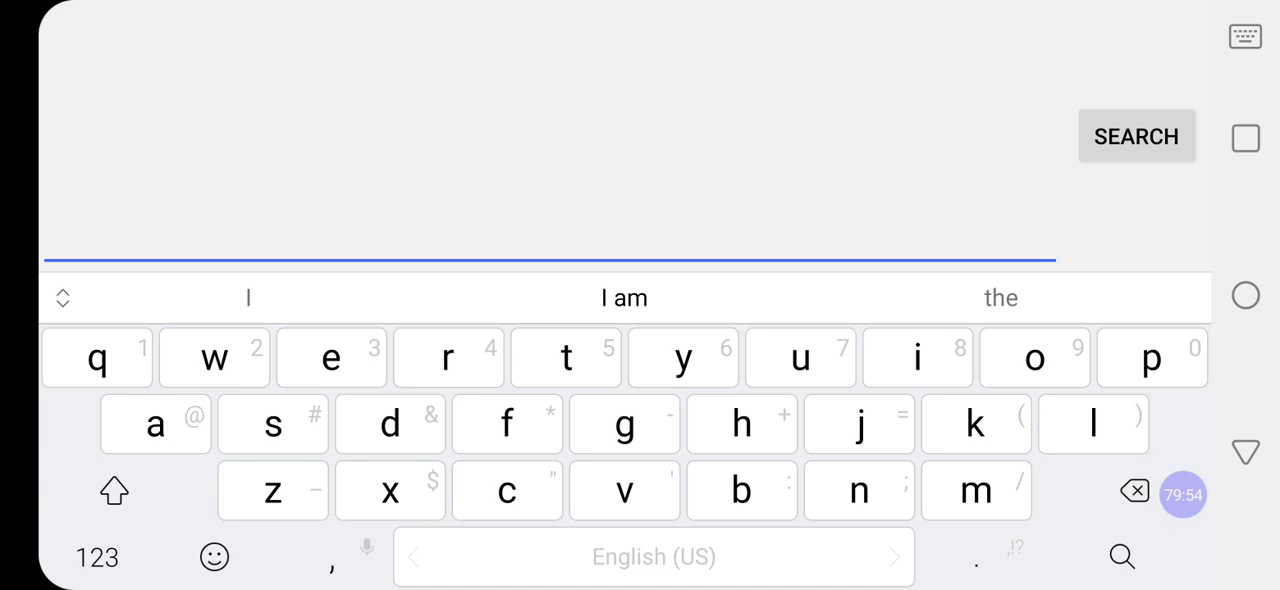 SEARCH
I I am the
q 1 w 2 e 3 r 4 t 5 y 6 u 7 i 8 o 9 p 0
a @ s # d & f * g - h + j = k ( l )
z _ x $ c " v ' b : n ; m / 79:54
123 , English (US) . ,!?